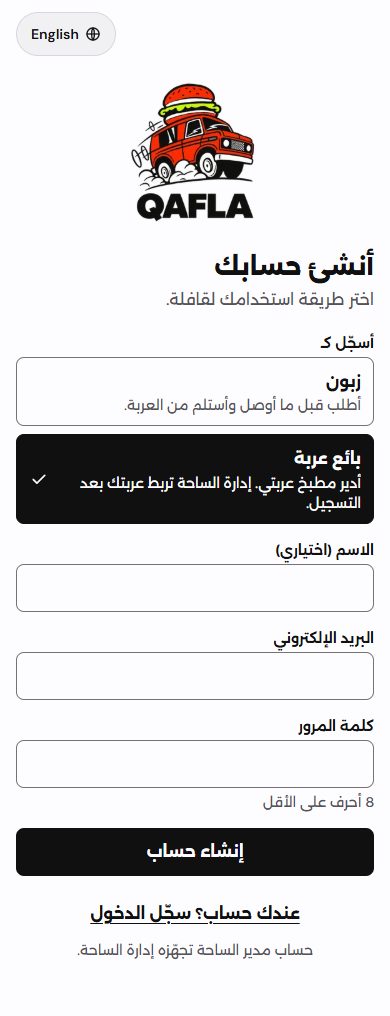 English
QAFLA
أنشئ حسابك
اختر طريقة استخدامك لقافلة.
أسجّل كـ
زبون
أطلب قبل ما أوصل وأستلم من العربة.
بائع عربة
أدير مطبخ عربتي. إدارة الساحة تربط عربتك بعد
التسجيل.
الاسم (اختياري)
البريد الإلكتروني
كلمة المرور
8 أحرف على الأقل
إنشاء حساب
عندك حساب؟ سجّل الدخول
حساب مدير الساحة تجهّزه إدارة الساحة.